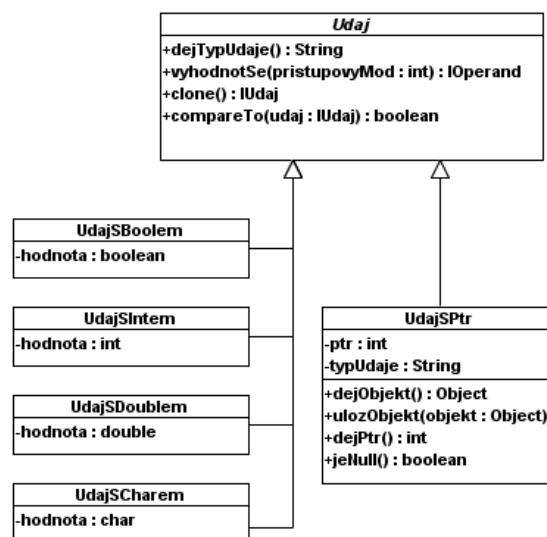 Udaj
+dejTypUdaje() : String
+vyhodnotSe(pristupovyMod : int) : IOperand
+clone() : IUdaj
+compareTo(udaj : IUdaj) : boolean
UdajSBoolem
-hodnota : boolean
UdajSIntem
-hodnota : int
UdajSDoublem
-hodnota : double
UdajSCharem
-hodnota : char
UdajSPtr
-ptr : int
-typUdaje : String
+dejObjekt() : Object
+ulozObjekt(objekt : Object)
+dejPtr() : int
+jeNull() : boolean